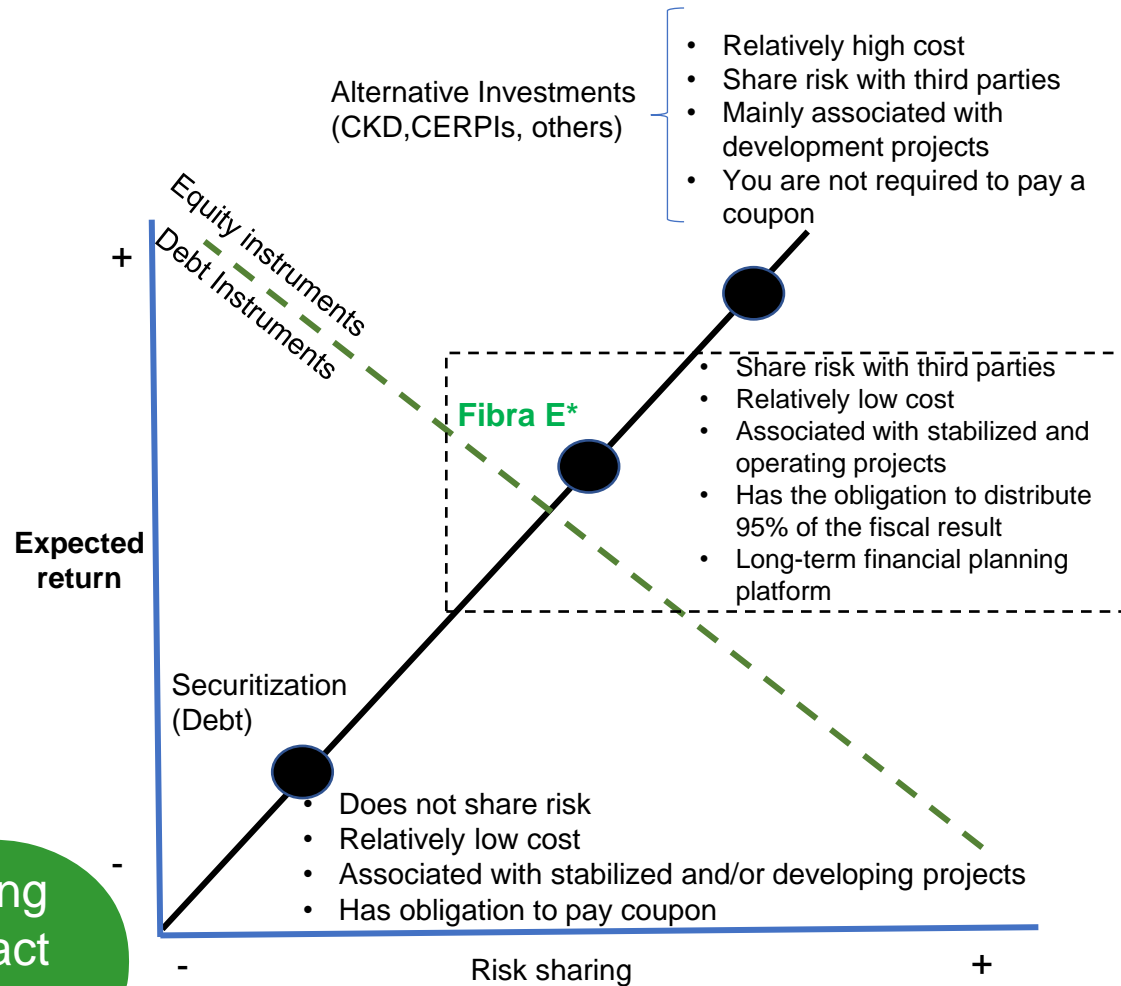 • Relatively high cost
• Share risk with third parties
• Mainly associated with
development projects
• You are not required to pay a
coupon
Alternative Investments
(CKD,CERPIs, others)
Equity instruments
Debt Instruments
+
Fibra E*
• Share risk with third parties
• Relatively low cost
• Associated with stabilized and
operating projects
• Has the obligation to distribute
95% of the fiscal result
• Long-term financial planning
platform
Expected
return
Securitization
(Debt)
• Does not share risk
• Relatively low cost
• Associated with stabilized and/or developing projects
• Has obligation to pay coupon
-
-
Risk sharing
+